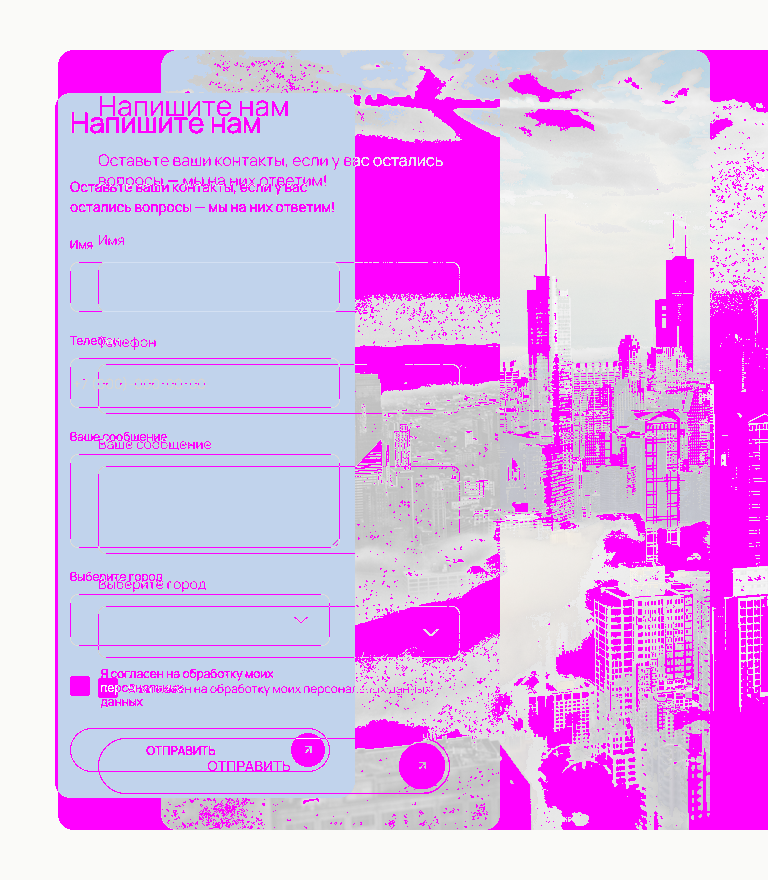 Напишите нам
Напишите нам
Оставьте ваши контакты, если у вас остались
вопросы — мы на них ответим!
Оставьте ваши контакты, если у вас
остались вопросы — мы на них ответим!
Имя
Имя
Телефон
Телефон
Ваше сообщение
Ваше сообщение
Выберите город
Выберите город
Я согласен на обработку моих
персональных
данных
согласен на обработку моих персональных данных
ОТПРАВИТЬ
ОТПРАВИТЬ